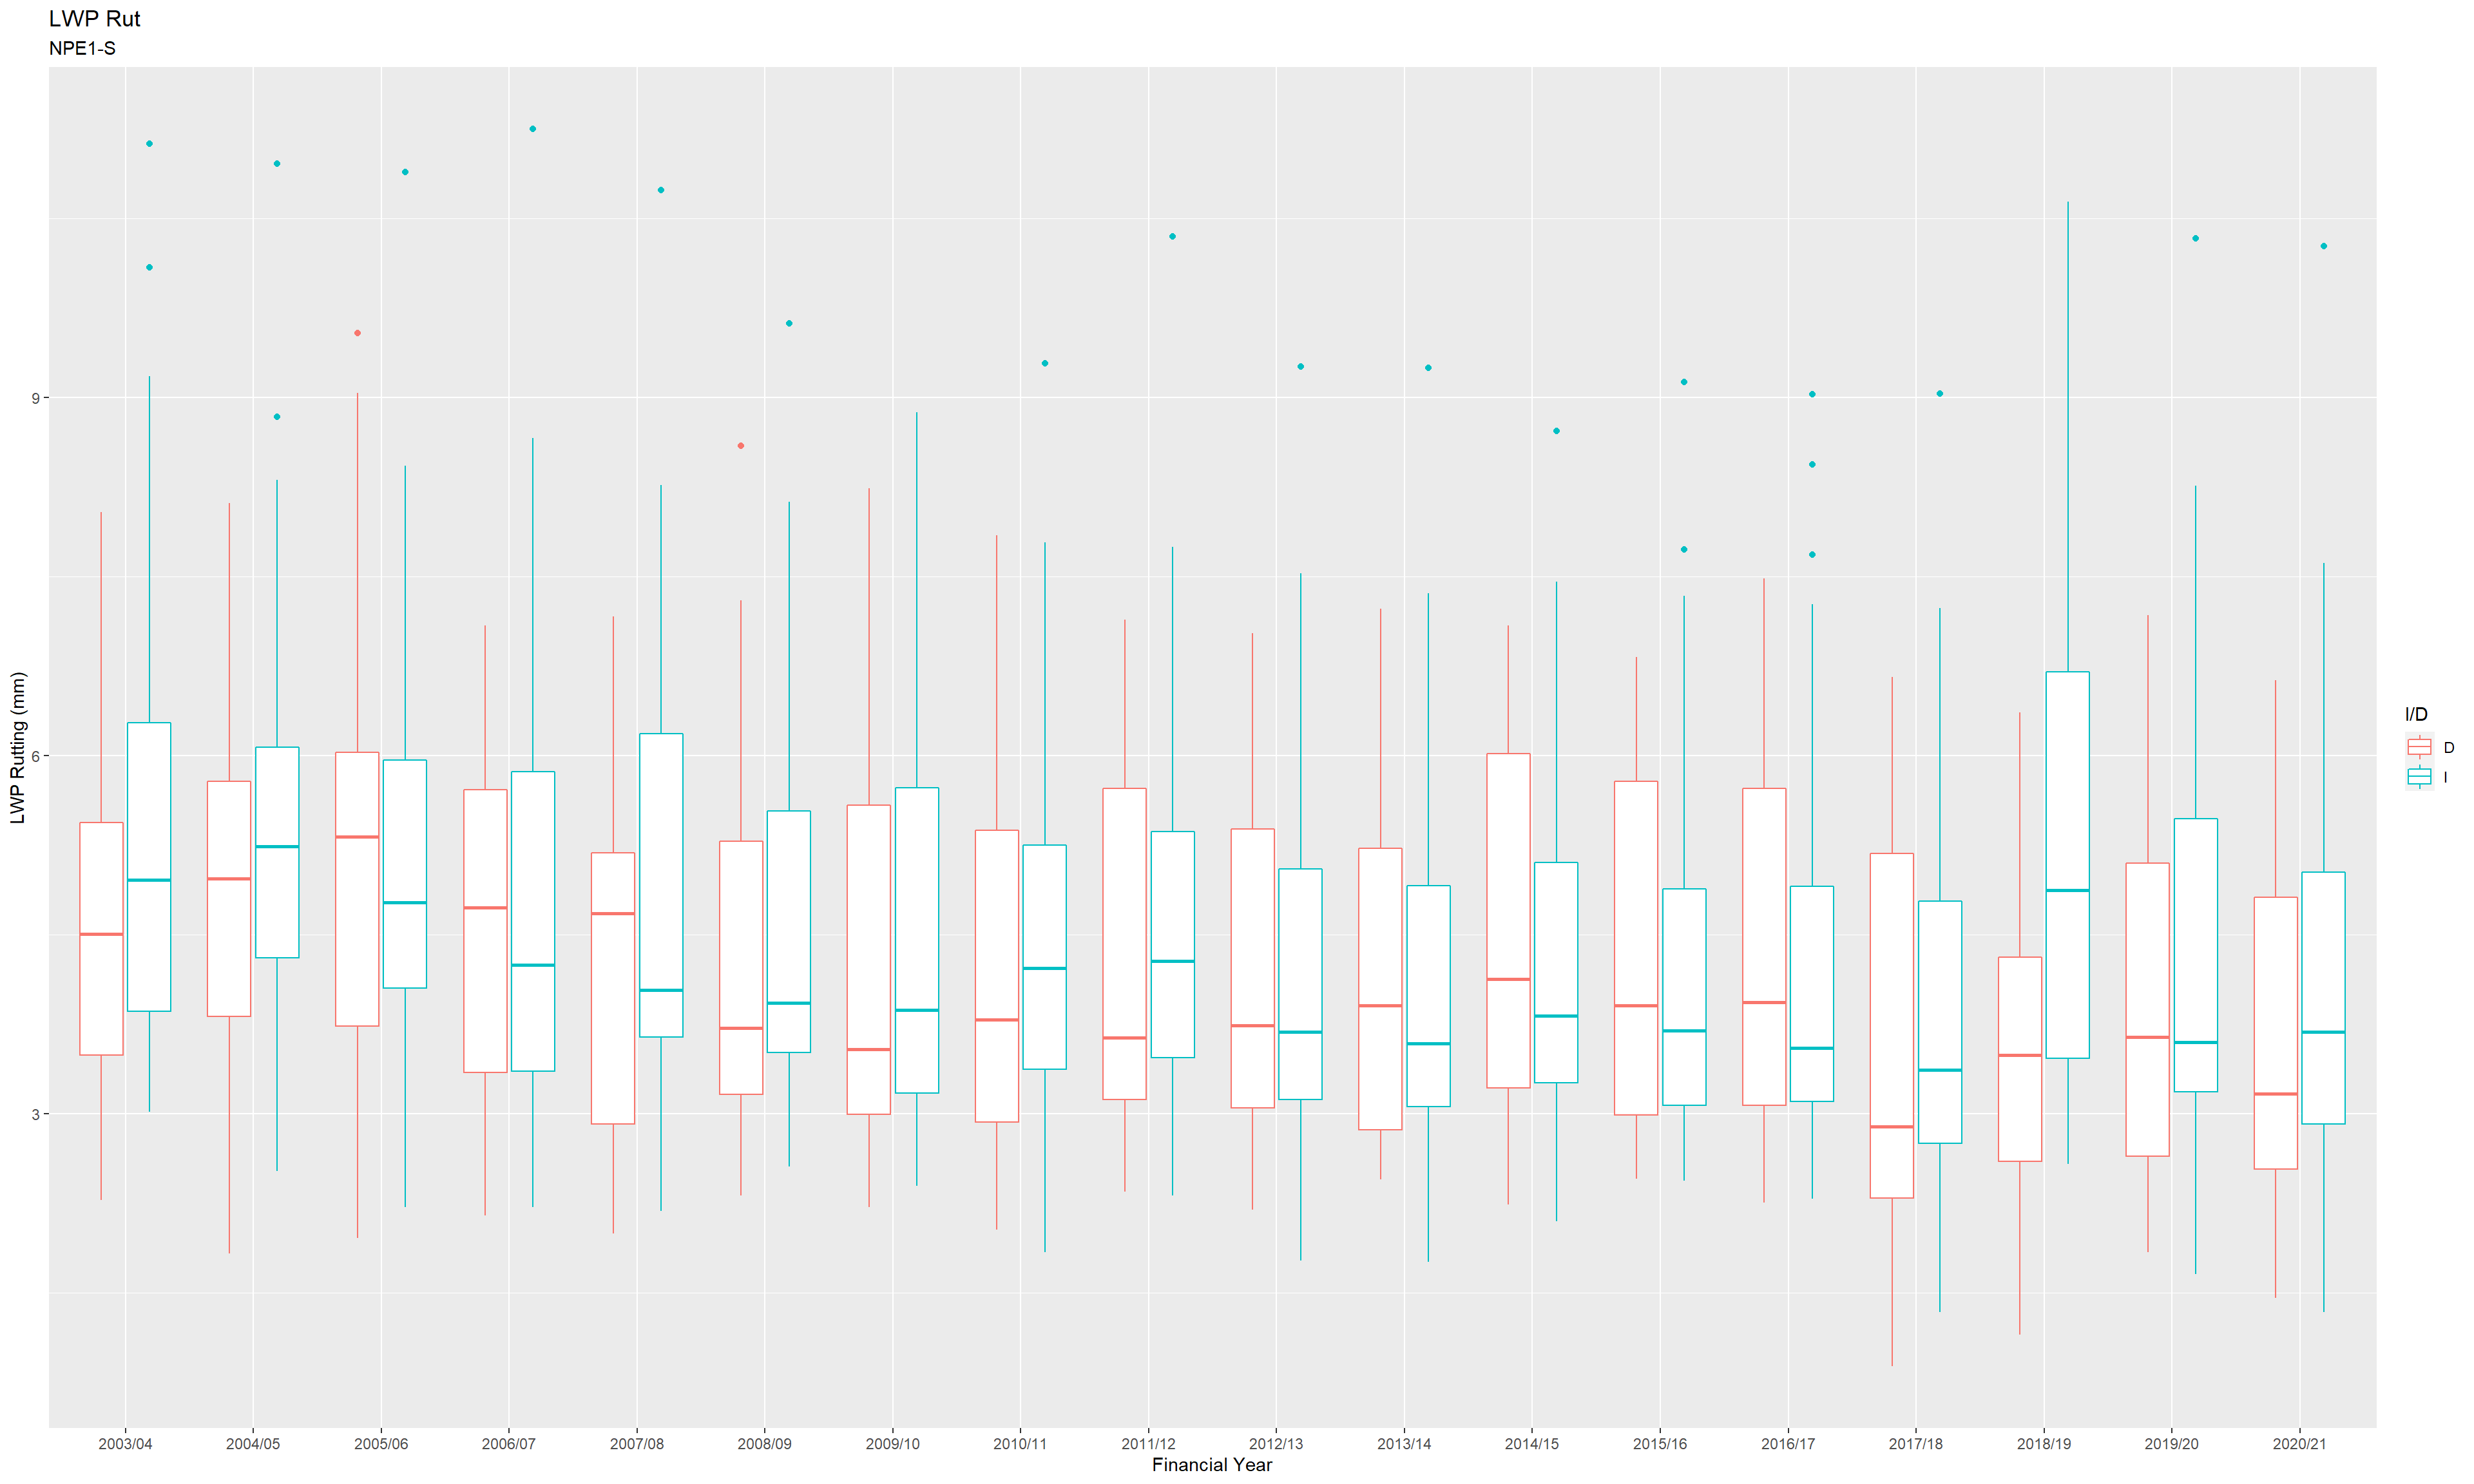 LWP Rut
NPE1-S
LWP Rutting (mm)
9
6
3
2003/04 2004/05 2005/06 2006/07 2007/08 2008/09 2009/10 2010/11 2011/12 2012/13 2013/14 2014/15 2015/16 2016/17 2017/18 2018/19 2019/20 2020/21
Financial Year
I/D
D
I